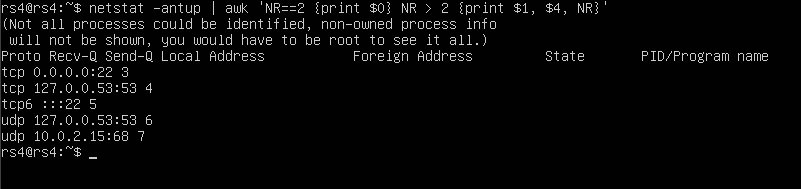 rs4@rs4:~$ netstat -antup | awk 'NR==2 {print $0} NR > 2 {print $1, $4, NR}'
(Not all processes could be identified, non-owned process info
 will not be shown, you would have to be root to see it all.)
Proto Recv-Q Send-Q Local Address           Foreign Address         State       PID/Program name
tcp 0.0.0.0:22 3
tcp 127.0.0.53:53 4
tcp6 :::22 5
udp 127.0.0.53:53 6
udp 10.0.2.15:68 7
rs4@rs4:~$ _